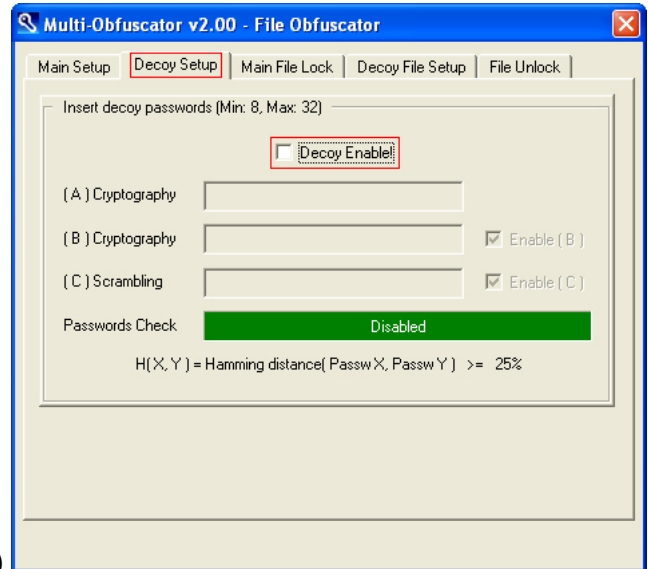 Multi-Obfuscator v2.00 - File Obfuscator
Main Setup Decoy Setup Main File Lock Decoy File Setup File Unlock
Insert decoy passwords (Min: 8, Max: 32)
Decoy Enable!
( A ) Cryptography
( B ) Cryptography Enable ( B )
( C ) Scrambling Enable ( C )
Passwords Check Disabled
H( X, Y ) = Hamming distance( Passw X, Passw Y ) >= 25%
)